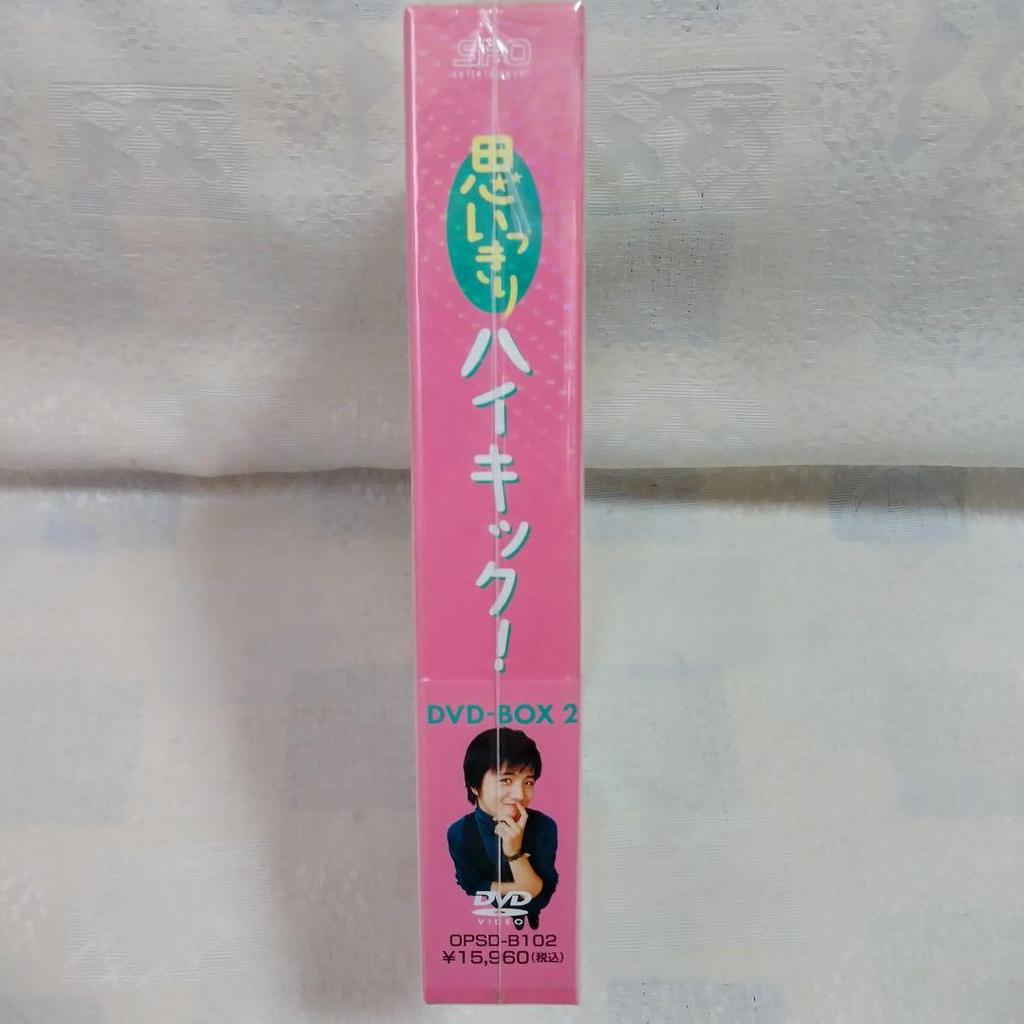 SPO
ENTERTAINMENT
思いっきり
ハイキック!
DVD-BOX 2
DVD
VIDEO
OPSD-B102
¥15,960(税込)